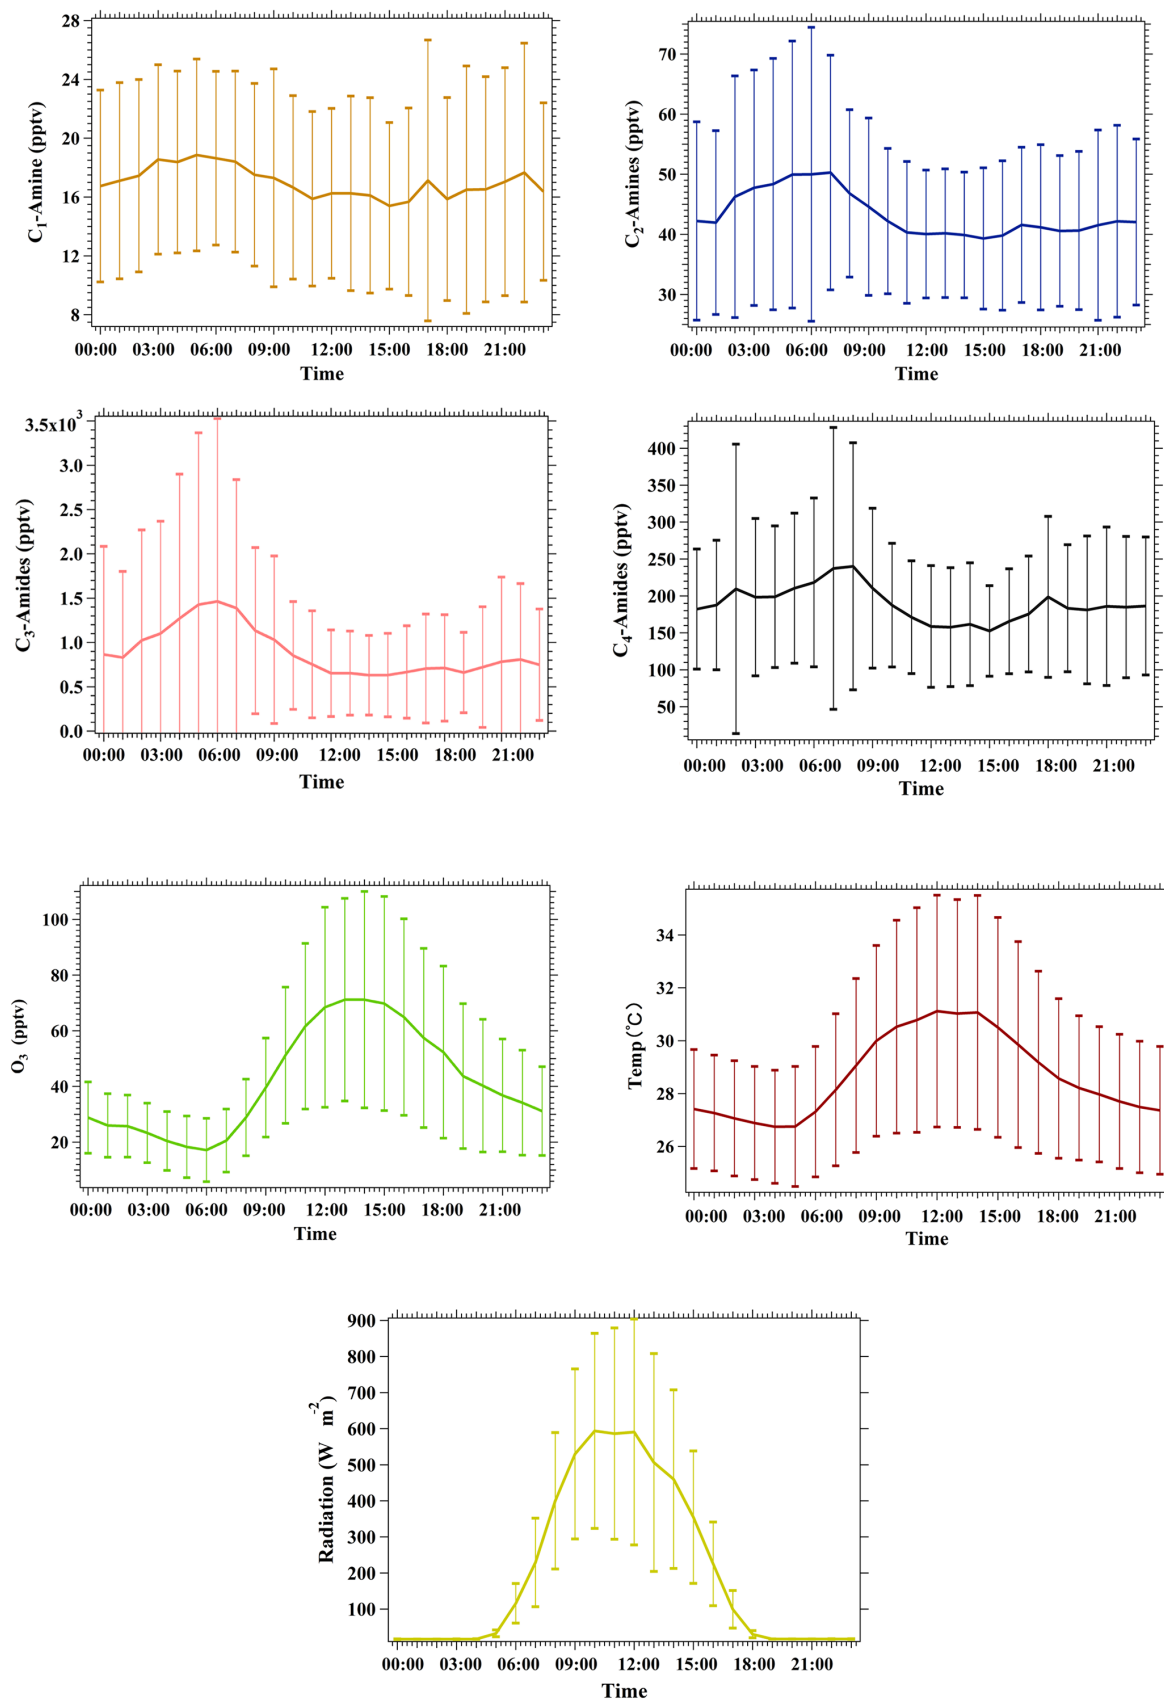 28
24
20
16
12
8
C1-Amine (pptv)
00:00 03:00 06:00 09:00 12:00 15:00 18:00 21:00
Time
70
60
50
40
30
C2-Amines (pptv)
00:00 03:00 06:00 09:00 12:00 15:00 18:00 21:00
Time
3.5x10^3
3.0
2.5
2.0
1.5
1.0
0.5
0.0
C3-Amides (pptv)
00:00 03:00 06:00 09:00 12:00 15:00 18:00 21:00
Time
400
350
300
250
200
150
100
50
C4-Amides (pptv)
00:00 03:00 06:00 09:00 12:00 15:00 18:00 21:00
Time
100
80
60
40
20
O3 (pptv)
00:00 03:00 06:00 09:00 12:00 15:00 18:00 21:00
Time
34
32
30
28
26
Temp (℃)
00:00 03:00 06:00 09:00 12:00 15:00 18:00 21:00
Time
900
800
700
600
500
400
300
200
100
Radiation (W m-2)
00:00 03:00 06:00 09:00 12:00 15:00 18:00 21:00
Time